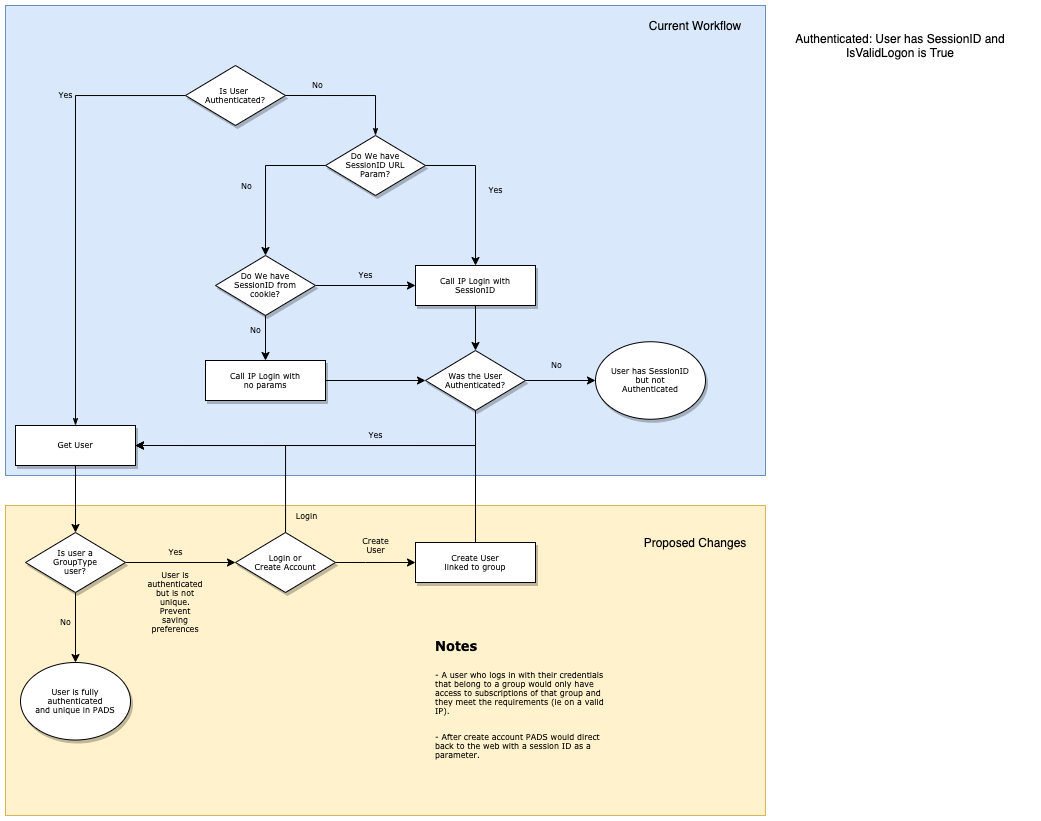 Current Workflow
Authenticated: User has SessionID and
IsValidLogon is True
Is User
Authenticated?
Yes
No
Do We have
SessionID URL
Param?
No
Yes
Do We have
SessionID from
cookie?
Yes
Call IP Login with
SessionID
No
Call IP Login with
no params
Was the User
Authenticated?
No
User has SessionID
but not
Authenticated
Yes
Get User
Proposed Changes
Login
Is user a
GroupType
user?
Yes
User is
authenticated
but is not
unique.
Prevent
saving
preferences
Login or
Create Account
Create
User
Create User
linked to group
No
User is fully
authenticated
and unique in PADS
Notes
- A user who logs in with their credentials
that belong to a group would only have
access to subscriptions of that group and
they meet the requirements (ie on a valid
IP).
- After create account PADS would direct
back to the web with a session ID as a
parameter.